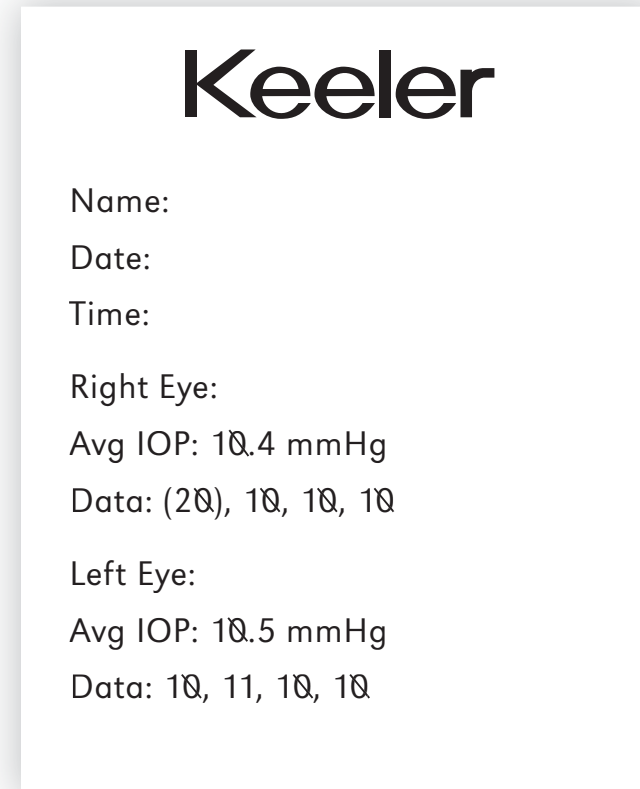 Keeler
Name:
Date:
Time:
Right Eye:
Avg IOP: 10.4 mmHg
Data: (20), 10, 10, 10
Left Eye:
Avg IOP: 10.5 mmHg
Data: 10, 11, 10, 10